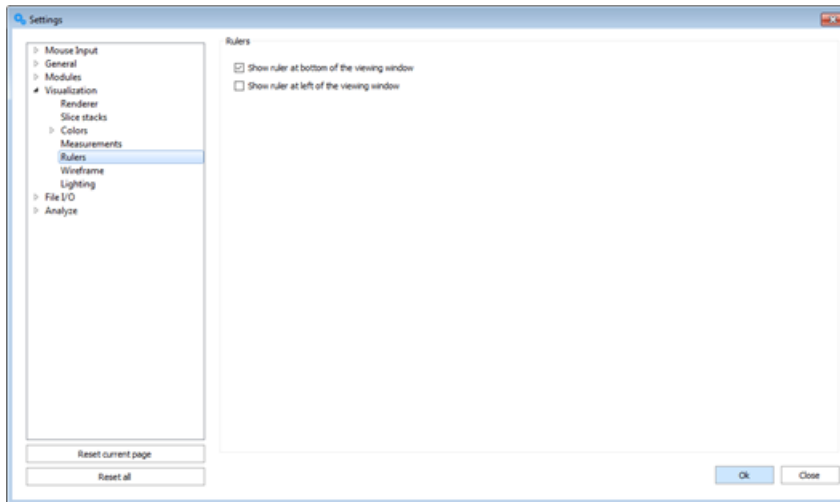 Settings
Mouse Input
General
Modules
Visualization
Renderer
Slice stacks
Colors
Measurements
Rulers
Wireframe
Lighting
File I/O
Analyze
Reset current page
Reset all
Rulers
Show ruler at bottom of the viewing window
Show ruler at left of the viewing window
Ok
Close